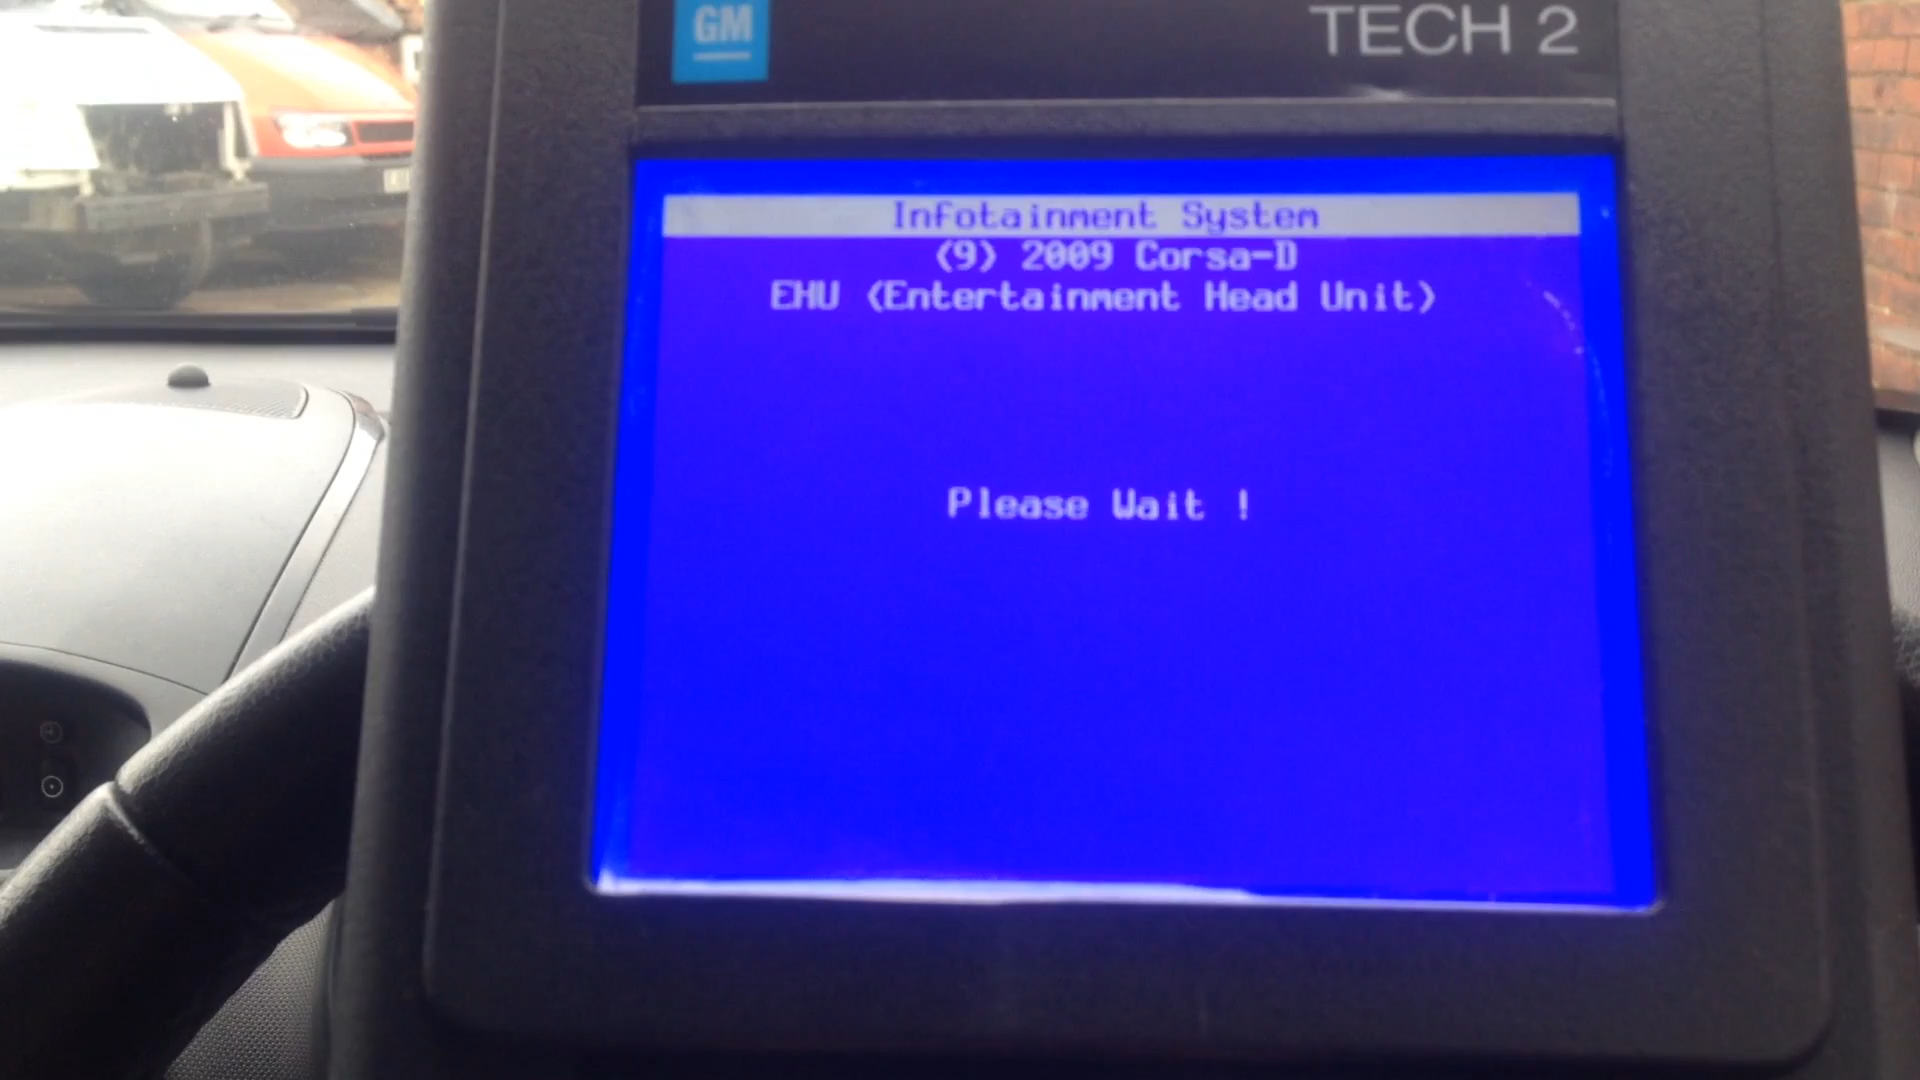 GM
TECH 2
Infotainment System
(9) 2009 Corsa-D
EHU (Entertainment Head Unit)
Please Wait !